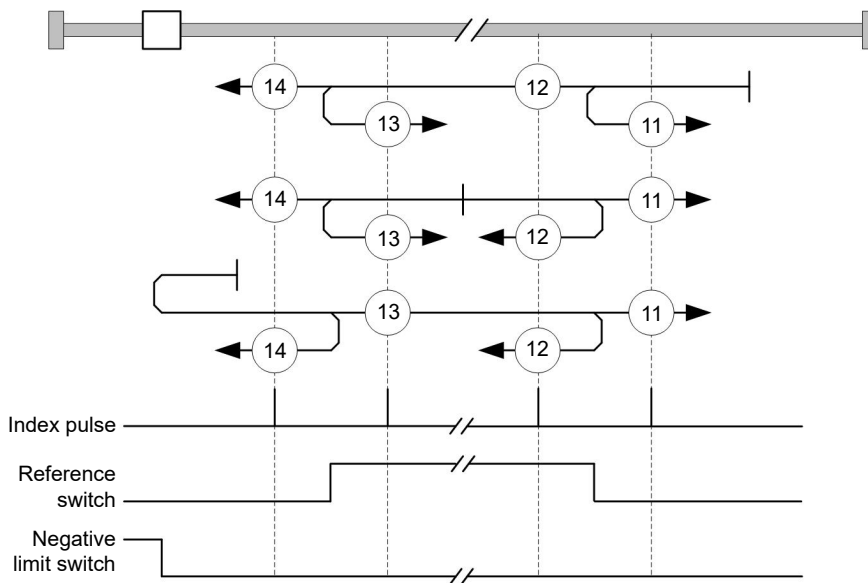 14
12
13
11
14
11
13
12
13
11
14
12
Index pulse
Reference
switch
Negative
limit switch